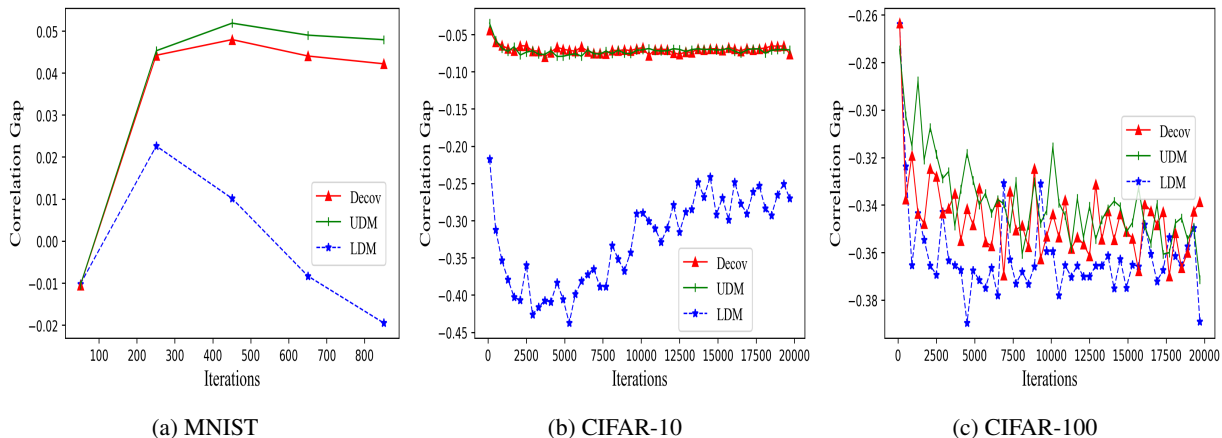 0.05
0.04
0.03
0.02
0.01
0.00
−0.01
−0.02
Correlation Gap
100 200 300 400 500 600 700 800
Iterations
Decov
UDM
LDM
(a) MNIST
−0.05
−0.10
−0.15
−0.20
−0.25
−0.30
−0.35
−0.40
−0.45
Correlation Gap
0 2500 5000 7500 10000 12500 15000 17500 20000
Iterations
Decov
UDM
LDM
(b) CIFAR-10
−0.26
−0.28
−0.30
−0.32
−0.34
−0.36
−0.38
Correlation Gap
0 2500 5000 7500 10000 12500 15000 17500 20000
Iterations
Decov
UDM
LDM
(c) CIFAR-100